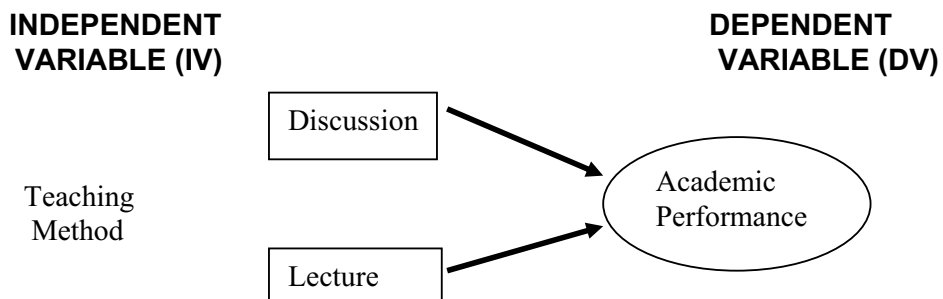 INDEPENDENT
VARIABLE (IV)
DEPENDENT
VARIABLE (DV)
Discussion
Teaching
Method
Academic
Performance
Lecture